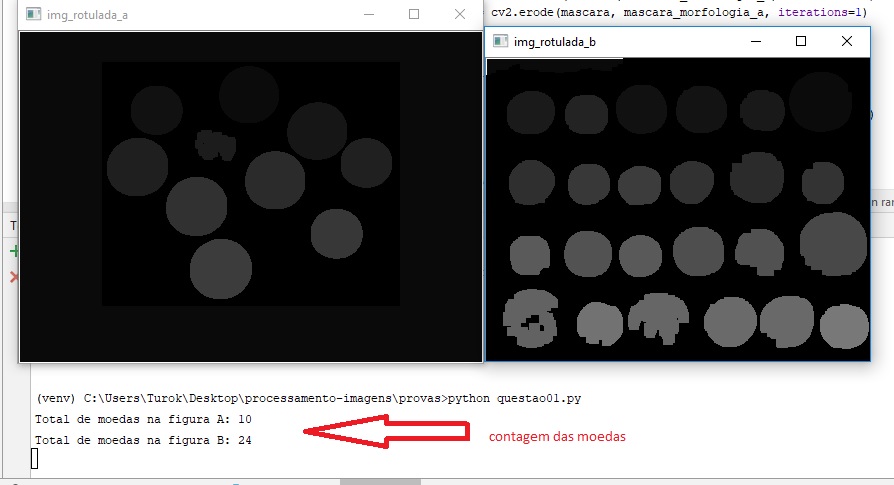 img_rotulada_a
cv2.erode(mascara, mascara_morfologia_a, iterations=1)
img_rotulada_b
(venv) C:\Users\Turok\Desktop\processamento-imagens\provas>python questao01.py
Total de moedas na figura A: 10
Total de moedas na figura B: 24
contagem das moedas